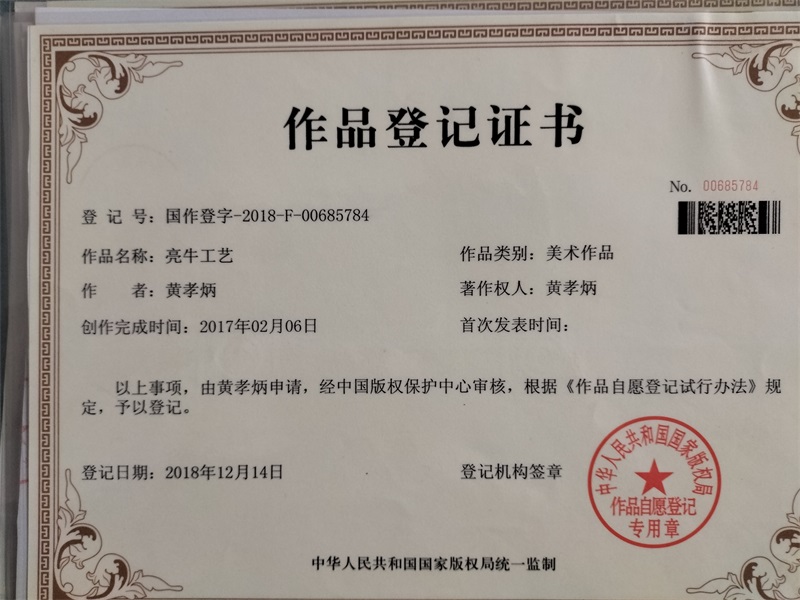 作品登记证书
No. 00685784
登 记 号：国作登字-2018-F-00685784
作品名称：亮牛工艺
作品类别：美术作品
作 者：黄孝炳
著作权人：黄孝炳
创作完成时间：2017年02月06日
首次发表时间：
以上事项，由黄孝炳申请，经中国版权保护中心审核，根据《作品自愿登记试行办法》规
定，予以登记。
登记日期：2018年12月14日
登记机构签章
中华人民共和国国家版权局
作品自愿登记
专用章
中华人民共和国国家版权局统一监制